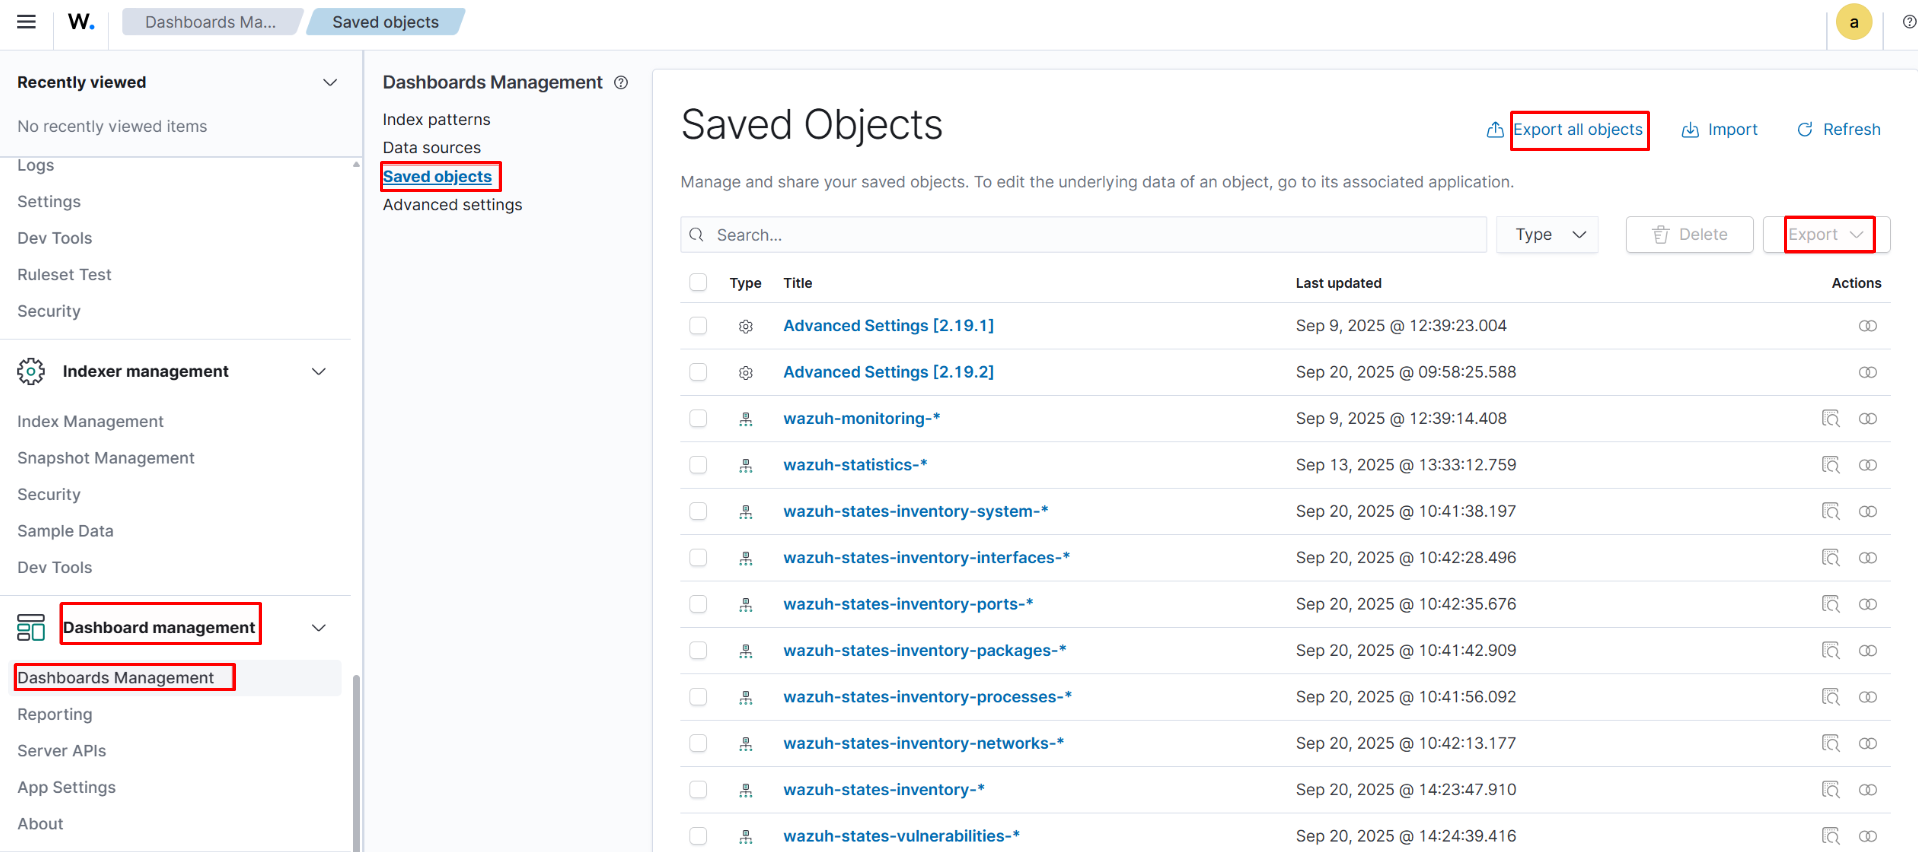 W.
Dashboards Ma...
Saved objects
a
Recently viewed
No recently viewed items
Logs
Settings
Dev Tools
Ruleset Test
Security
Indexer management
Index Management
Snapshot Management
Security
Sample Data
Dev Tools
Dashboard management
Dashboards Management
Reporting
Server APIs
App Settings
About
Dashboards Management
Index patterns
Data sources
Saved objects
Advanced settings
Saved Objects
Export all objects
Import
Refresh
Manage and share your saved objects. To edit the underlying data of an object, go to its associated application.
Search...
Type
Delete
Export
Type Title Last updated Actions
Advanced Settings [2.19.1] Sep 9, 2025 @ 12:39:23.004
Advanced Settings [2.19.2] Sep 20, 2025 @ 09:58:25.588
wazuh-monitoring-* Sep 9, 2025 @ 12:39:14.408
wazuh-statistics-* Sep 13, 2025 @ 13:33:12.759
wazuh-states-inventory-system-* Sep 20, 2025 @ 10:41:38.197
wazuh-states-inventory-interfaces-* Sep 20, 2025 @ 10:42:28.496
wazuh-states-inventory-ports-* Sep 20, 2025 @ 10:42:35.676
wazuh-states-inventory-packages-* Sep 20, 2025 @ 10:41:42.909
wazuh-states-inventory-processes-* Sep 20, 2025 @ 10:41:56.092
wazuh-states-inventory-networks-* Sep 20, 2025 @ 10:42:13.177
wazuh-states-inventory-* Sep 20, 2025 @ 14:23:47.910
wazuh-states-vulnerabilities-* Sep 20, 2025 @ 14:24:39.416